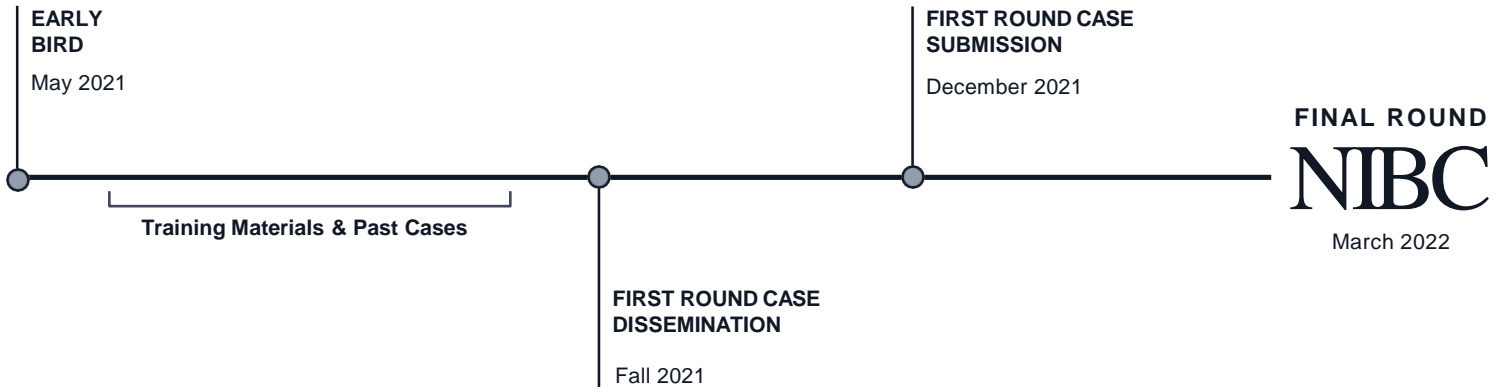 EARLY
BIRD
May 2021
Training Materials & Past Cases
FIRST ROUND CASE
DISSEMINATION
Fall 2021
FIRST ROUND CASE
SUBMISSION
December 2021
FINAL ROUND
NIBC
March 2022